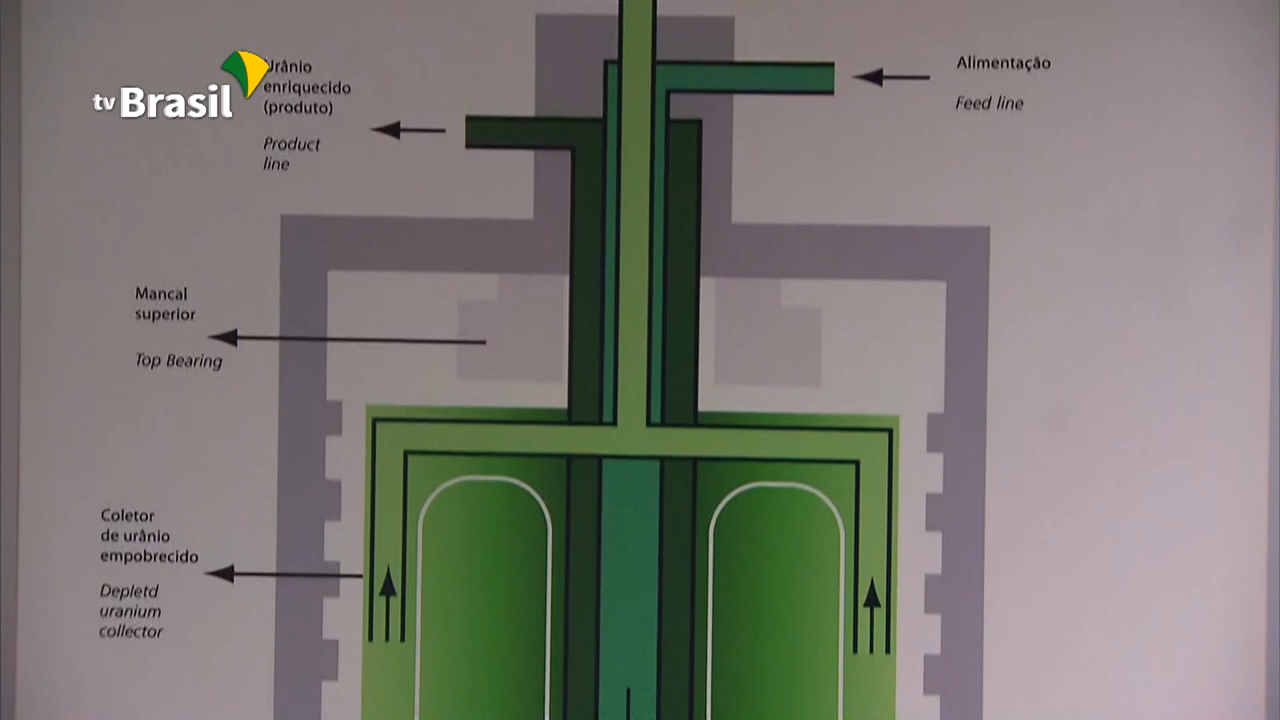 tv Brasil
Urânio
enriquecido
(produto)
Product
line
Alimentação
Feed line
Mancal
superior
Top Bearing
Coletor
de urânio
empobrecido
Depletd
uranium
collector